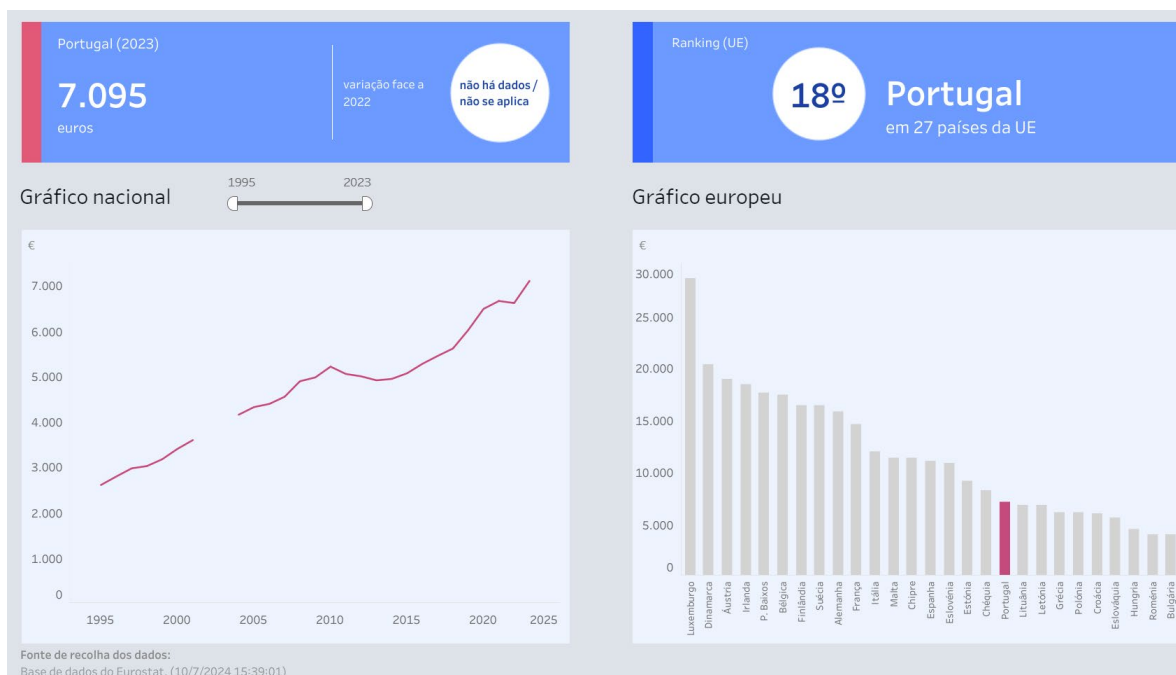 Portugal (2023)
7.095
euros
variação face a
2022
não há dados /
não se aplica
Ranking (UE)
18º
Portugal
em 27 países da UE
Gráfico nacional
1995
2023
Gráfico europeu
€
7.000
6.000
5.000
4.000
3.000
2.000
1.000
0
1995
2000
2005
2010
2015
2020
2025
€
30.000
25.000
20.000
15.000
10.000
5.000
0
Luxemburgo
Dinamarca
Áustria
Irlanda
P. Baixos
Bélgica
Finlândia
Suécia
Alemanha
França
Itália
Malta
Chipre
Espanha
Eslovénia
Estónia
Chéquia
Portugal
Lituânia
Letónia
Grécia
Polónia
Croácia
Eslováquia
Hungria
Roménia
Bulgária
Fonte de recolha dos dados:
Base de dados do Eurostat. (10/7/2024 15:39:01)